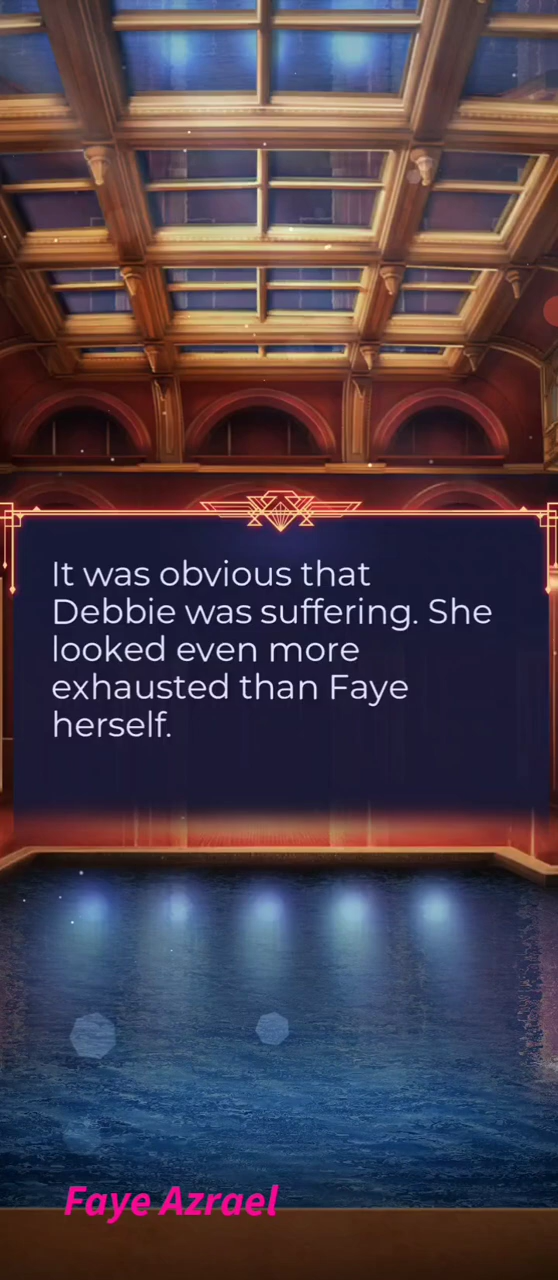 It was obvious that
Debbie was suffering. She
looked even more
exhausted than Faye
herself.
Faye Azrael